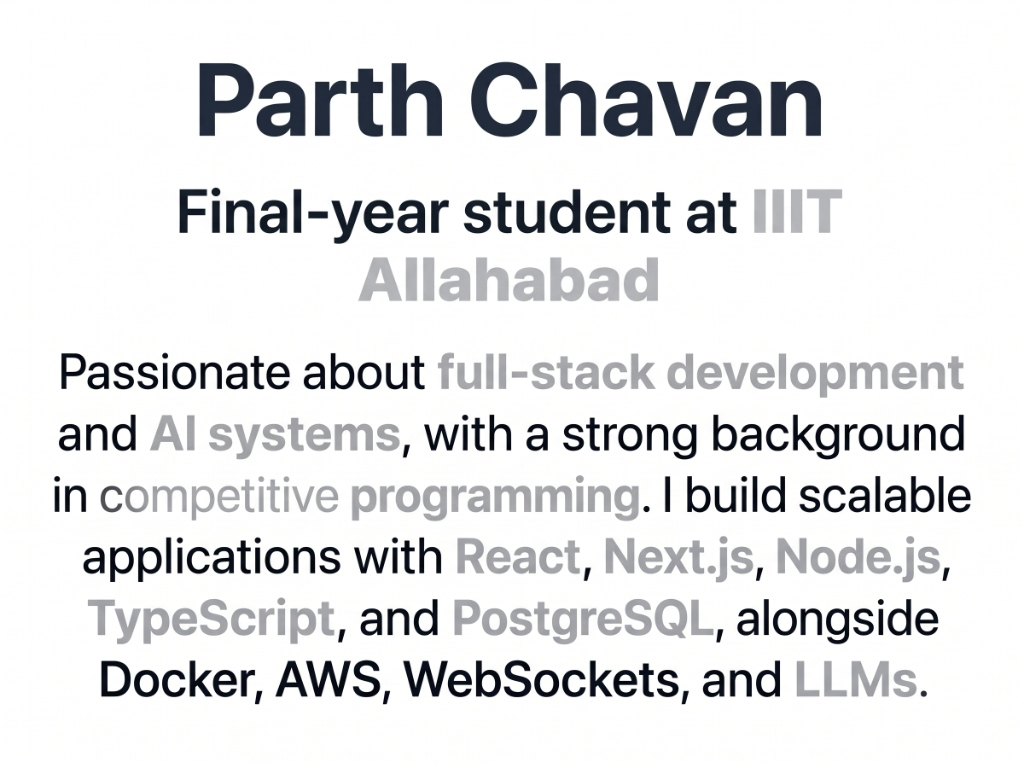 Parth Chavan
Final-year student at IIIT
Allahabad
Passionate about full-stack development
and AI systems, with a strong background
in competitive programming. I build scalable
applications with React, Next.js, Node.js,
TypeScript, and PostgreSQL, alongside
Docker, AWS, WebSockets, and LLMs.